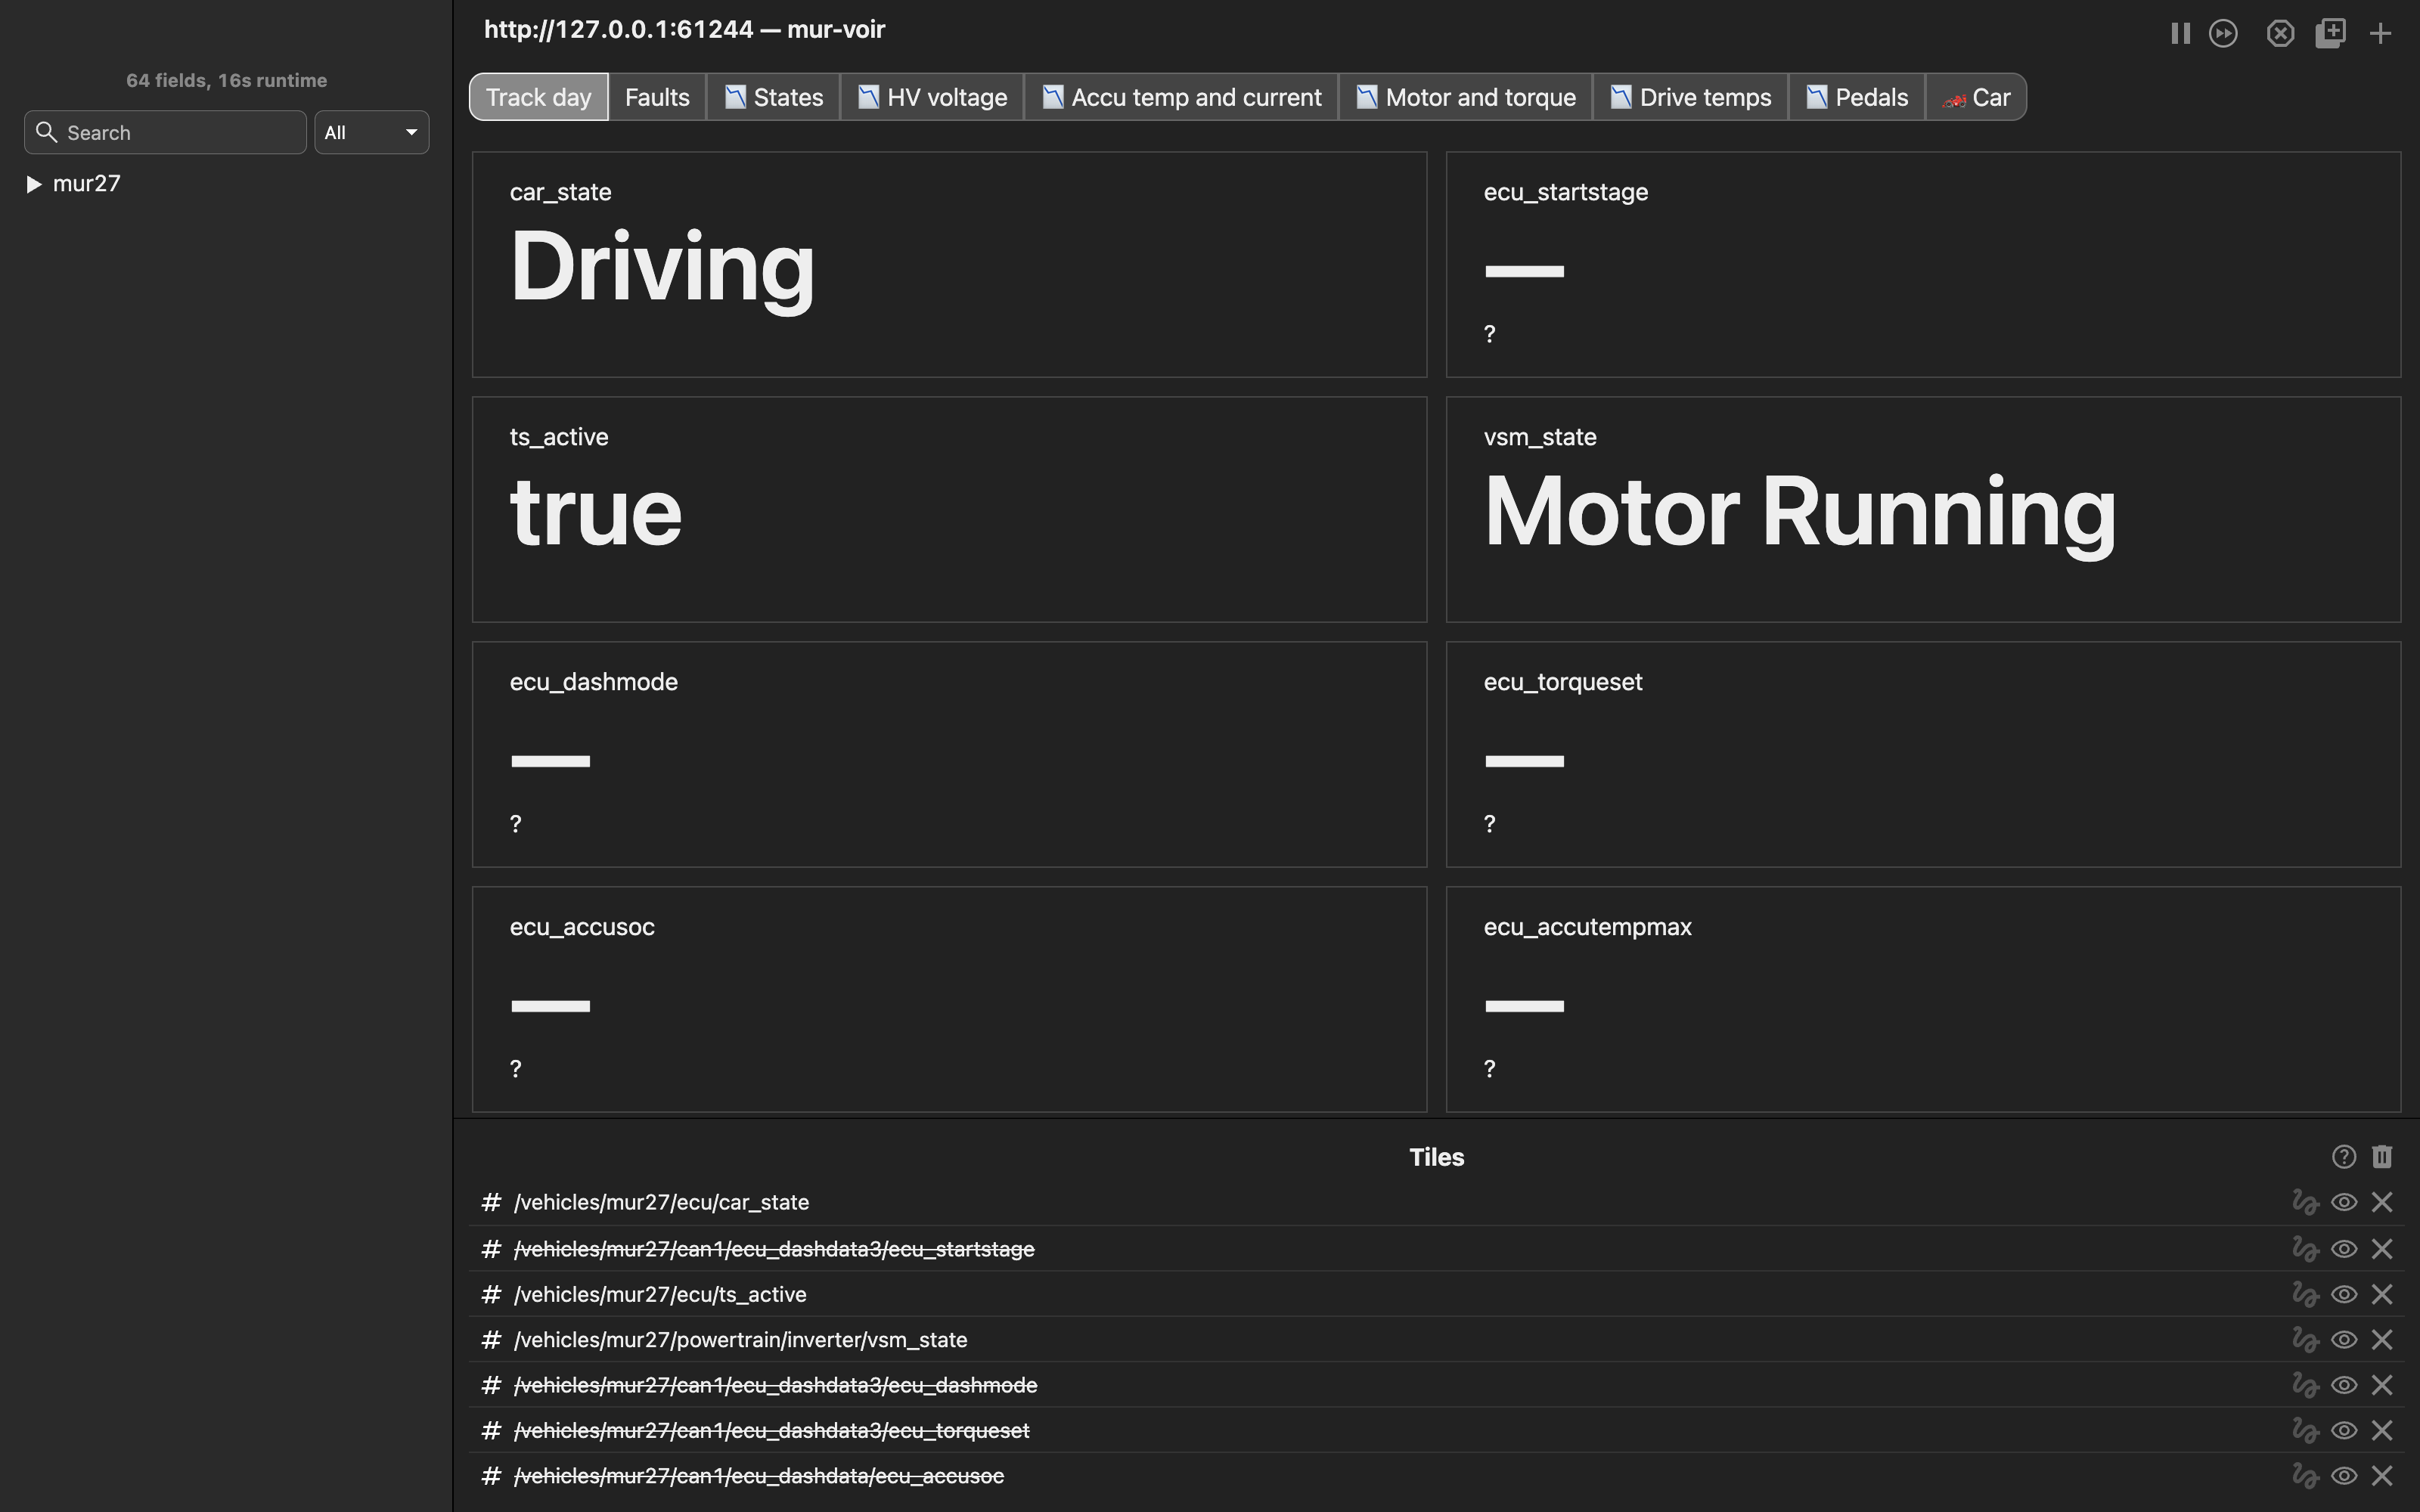 http://127.0.0.1:61244 — mur-voir
64 fields, 16s runtime
Search
All
mur27
Track day
Faults
States
HV voltage
Accu temp and current
Motor and torque
Drive temps
Pedals
Car
car_state
Driving
ecu_startstage
—
?
ts_active
true
vsm_state
Motor Running
ecu_dashmode
—
?
ecu_torqueset
—
?
ecu_accusoc
—
?
ecu_accutempmax
—
?
Tiles
# /vehicles/mur27/ecu/car_state
# /vehicles/mur27/can1/ecu_dashdata3/ecu_startstage
# /vehicles/mur27/ecu/ts_active
# /vehicles/mur27/powertrain/inverter/vsm_state
# /vehicles/mur27/can1/ecu_dashdata3/ecu_dashmode
# /vehicles/mur27/can1/ecu_dashdata3/ecu_torqueset
# /vehicles/mur27/can1/ecu_dashdata/ecu_accusoc